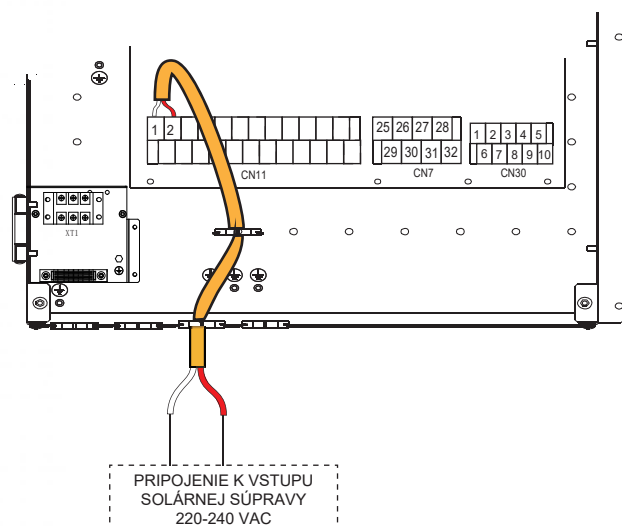 1 2
25 26 27 28
1 2 3 4 5
29 30 31 32
6 7 8 9 10
CN11
CN7
CN30
XT1
PRIPOJENIE K VSTUPU
SOLÁRNEJ SÚPRAVY
220-240 VAC